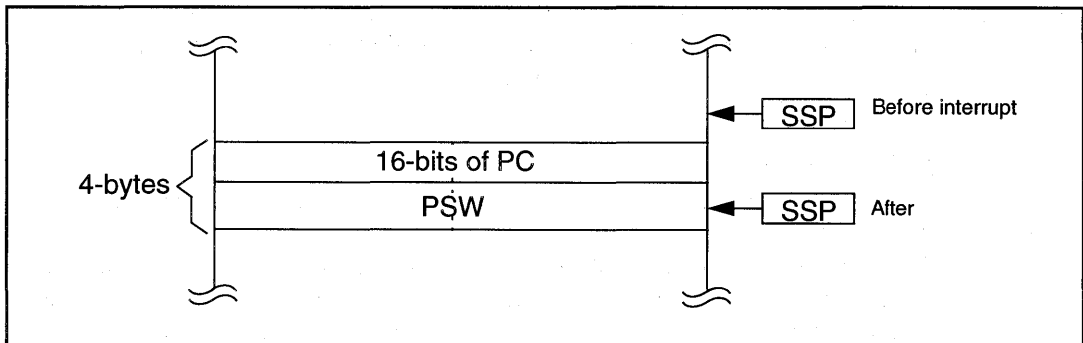 SSP Before interrupt
16-bits of PC
4-bytes
PSW
SSP After